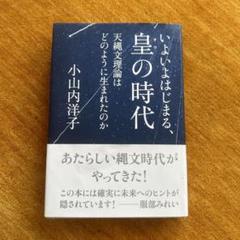 いよいよはじまる、
皇の時代
天縄文理論は
どのように生まれたのか
小山内洋子
あたらしい縄文時代が
やってきた!
この本には確実に未来へのヒントが
隠されています!——服部みれい